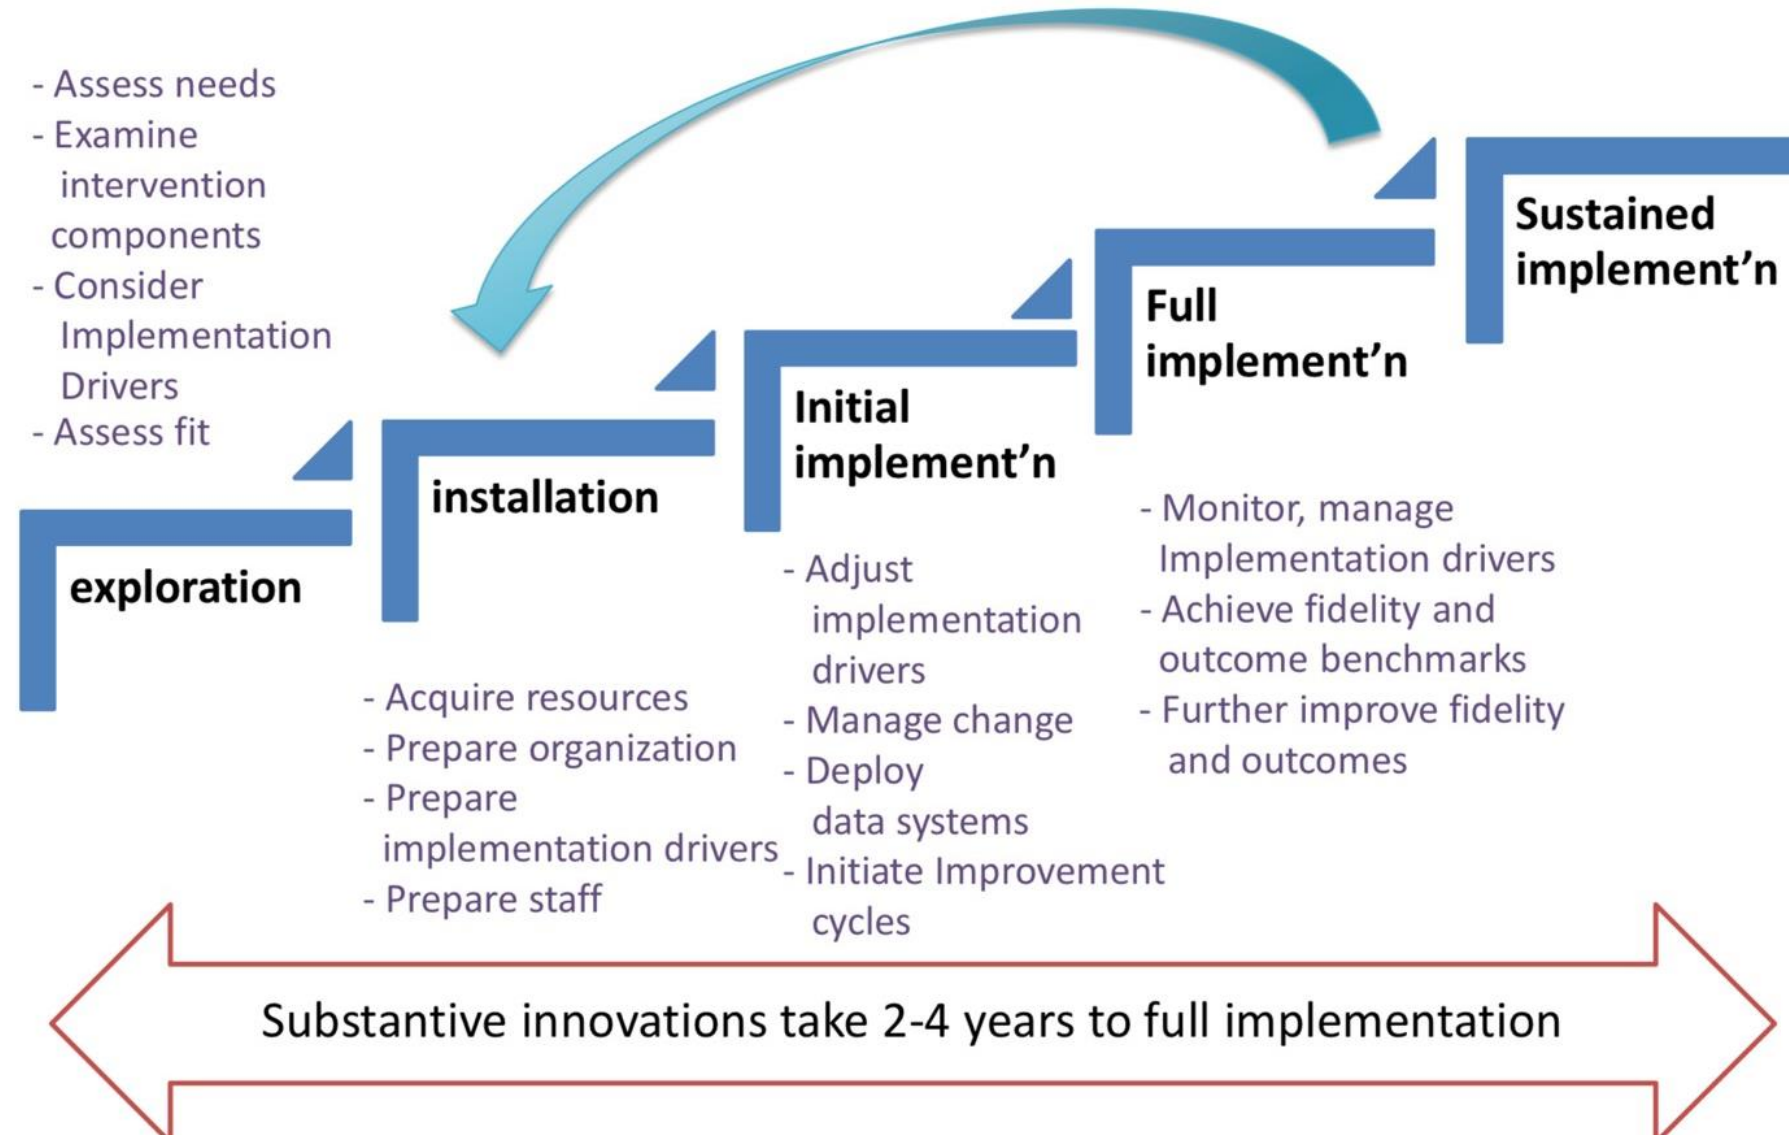 - Assess needs
- Examine
intervention
components
- Consider
Implementation
Drivers
- Assess fit
exploration
installation
- Acquire resources
- Prepare organization
- Prepare
implementation drivers
- Prepare staff
Initial
implement’n
- Adjust
implementation
drivers
- Manage change
- Deploy
data systems
- Initiate Improvement
cycles
Full
implement’n
- Monitor, manage
Implementation drivers
- Achieve fidelity and
outcome benchmarks
- Further improve fidelity
and outcomes
Sustained
implement’n
Substantive innovations take 2-4 years to full implementation